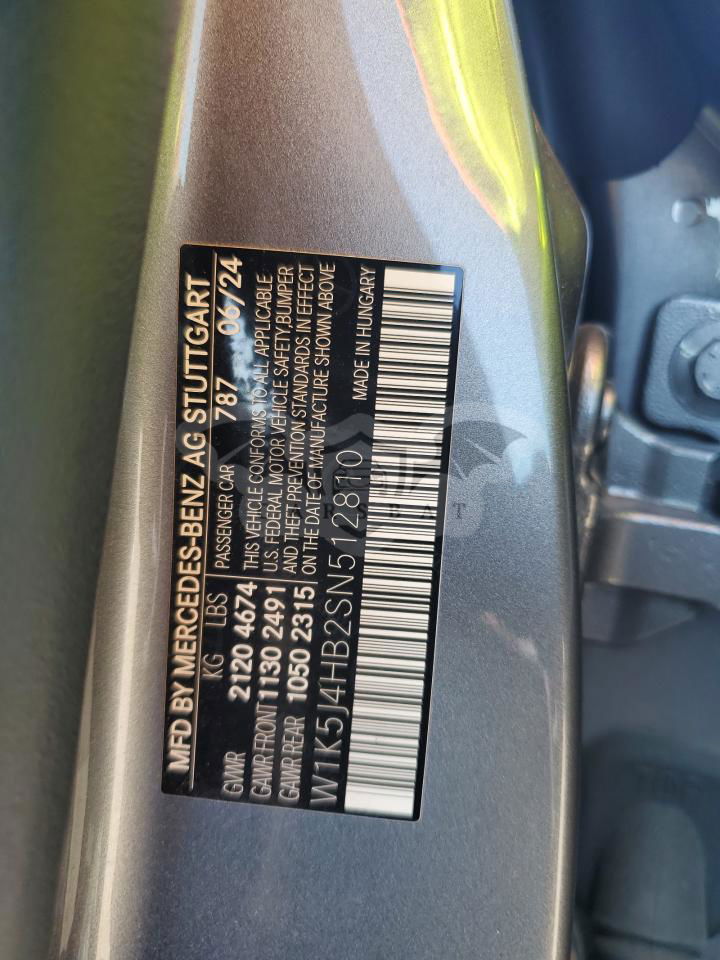 MFD BY MERCEDES-BENZ AG STUTTGART
KG LBS PASSENGER CAR 787 06/24
GWR 2120 4674 THIS VEHICLE CONFORMS TO ALL APPLICABLE
GAWR FRONT 1130 2491 U.S. FEDERAL MOTOR VEHICLE SAFETY,BUMPER
GAWR REAR 1050 2315 AND THEFT PREVENTION STANDARDS IN EFFECT
ON THE DATE OF MANUFACTURE SHOWN ABOVE
W1K5J4HB2SN512810
MADE IN HUNGARY